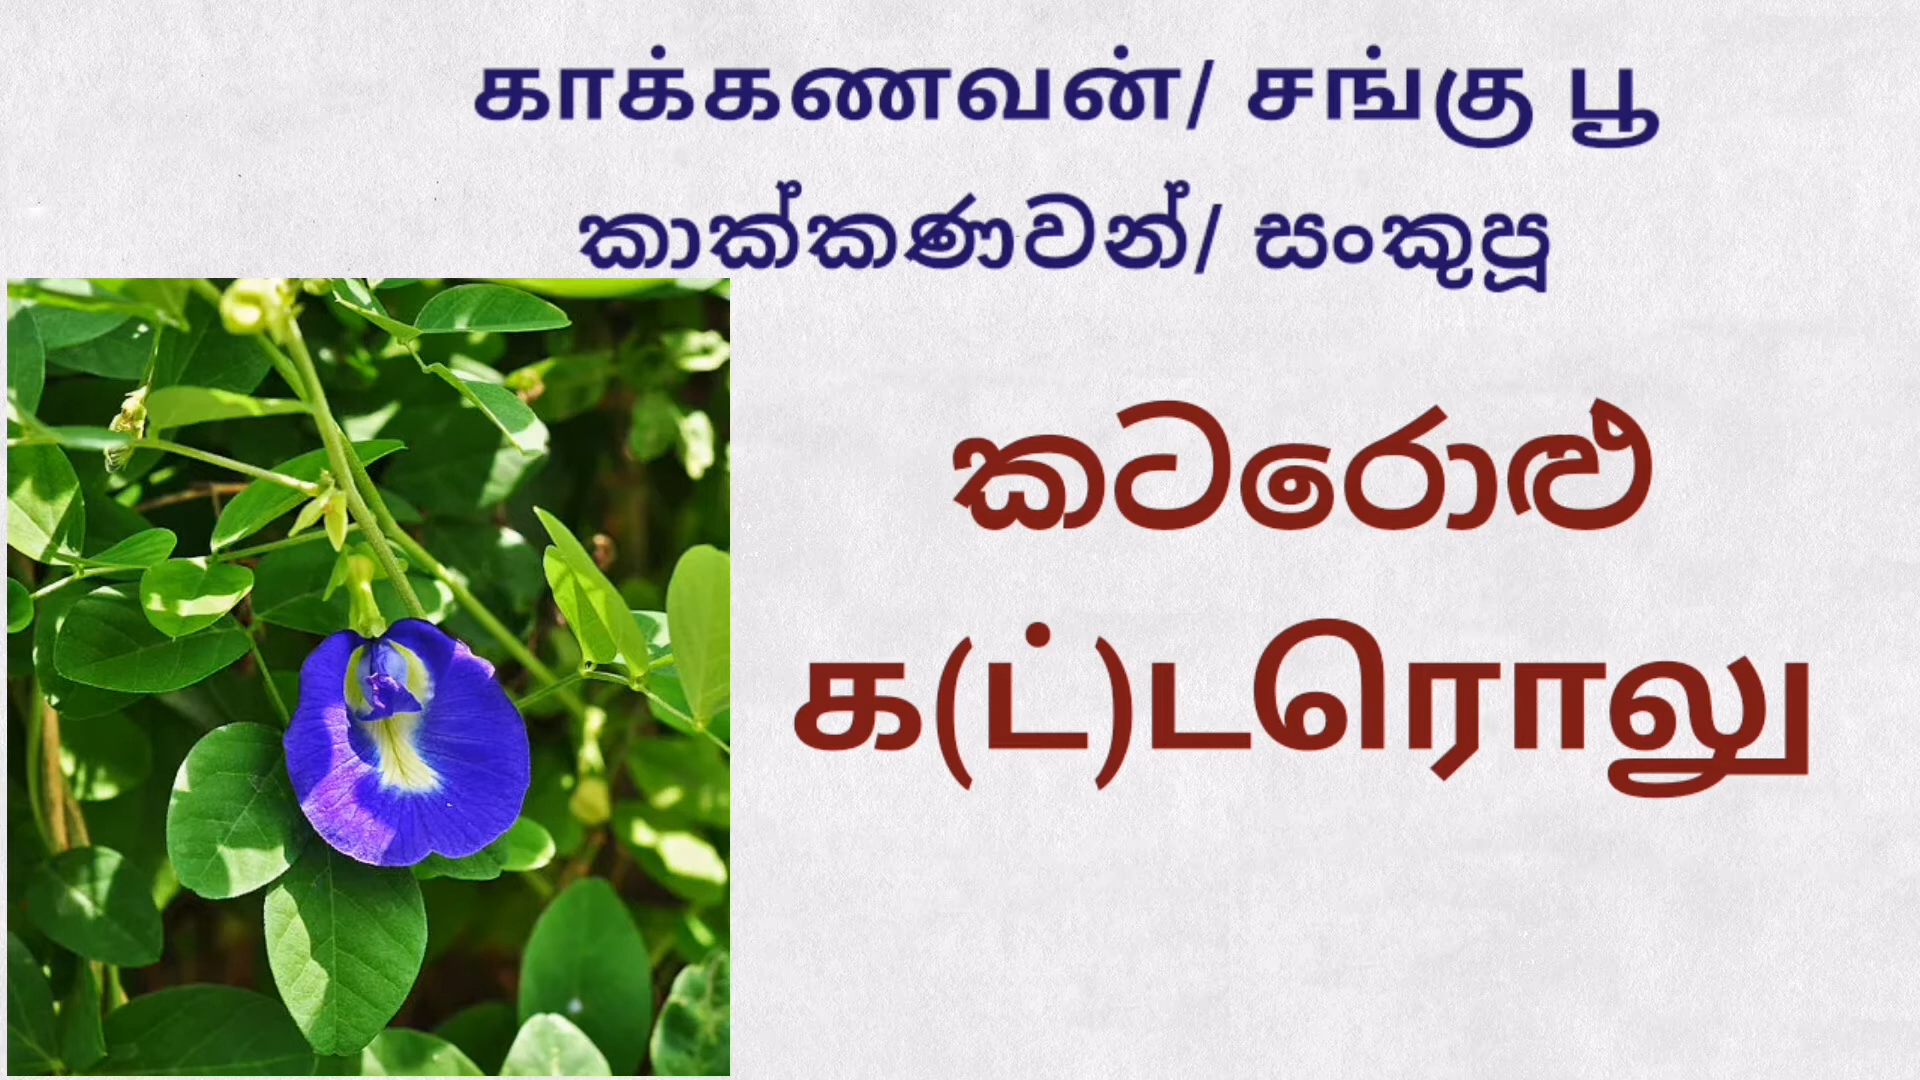 காக்கணவன்/ சங்கு பூ
කාක්කණවන්/ සංකුපූ
කටරොළු
க(ட்)டரொலு